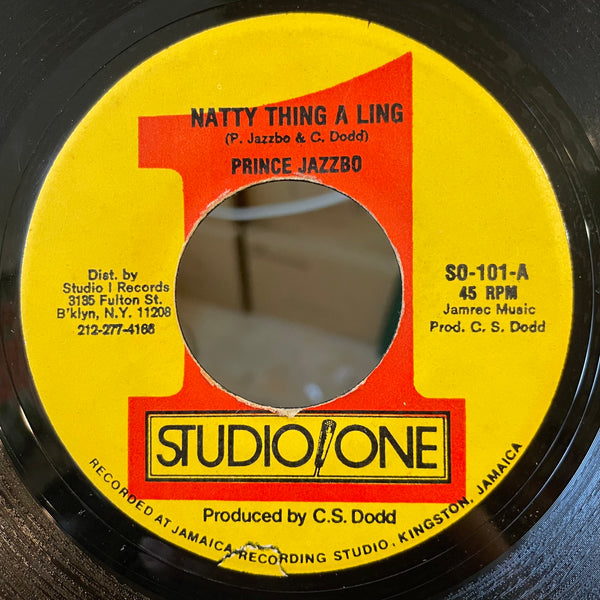 NATTY THING A LING
(P. Jazzbo & C. Dodd)
PRINCE JAZZBO
Dist. by
Studio I Records
3135 Fulton St.
B'klyn, N.Y. 11208
212-277-4166
SO-101-A
45 RPM
Jamrec Music
Prod. C. S. Dodd
STUDIO ONE
Produced by C.S. Dodd
RECORDED AT JAMAICA RECORDING STUDIO, KINGSTON, JAMAICA